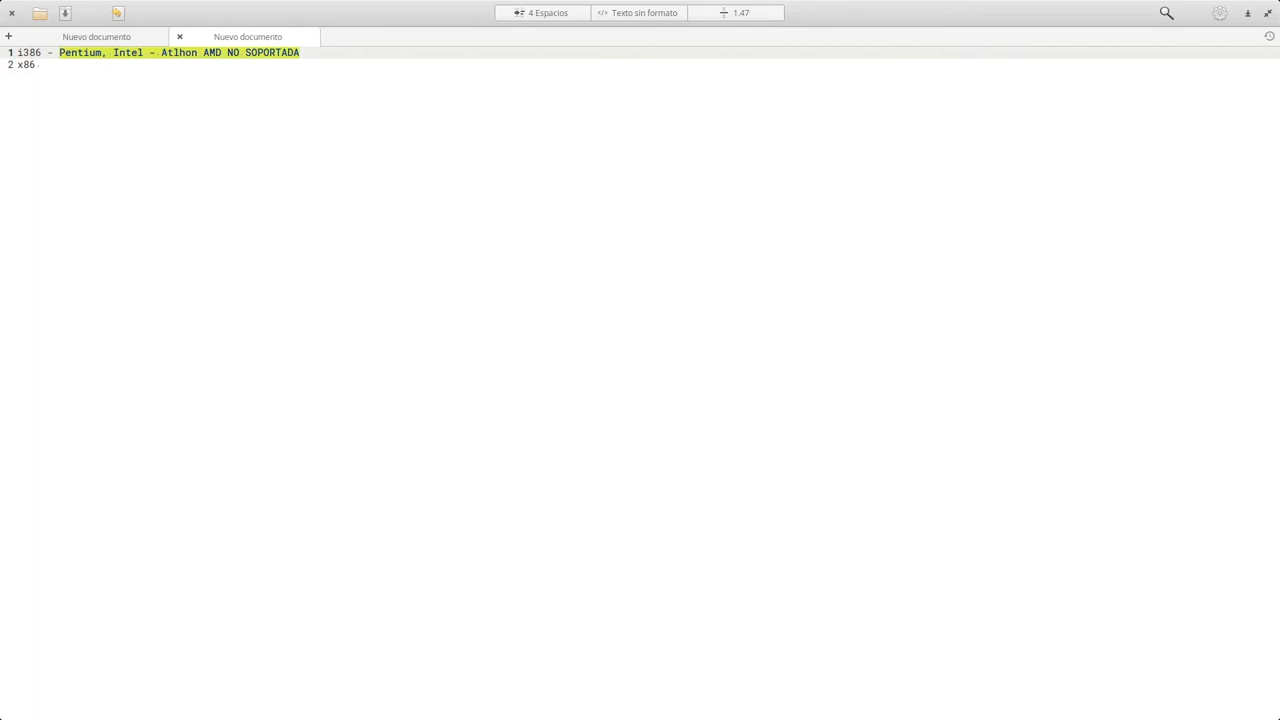 4 Espacios
</> Texto sin formato
1.47
+
Nuevo documento
× Nuevo documento
1 i386 - Pentium, Intel - Atlhon AMD NO SOPORTADA
2 x86